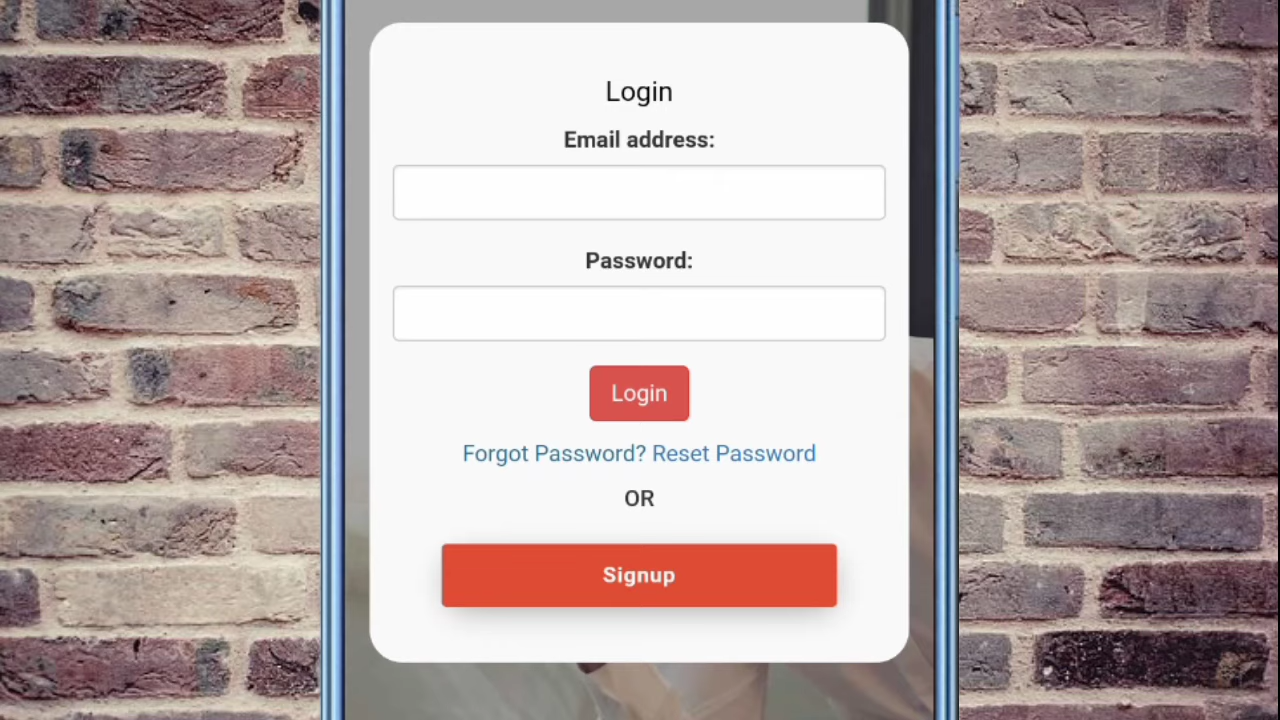 Login
Email address:
Password:
Login
Forgot Password? Reset Password
OR
Signup